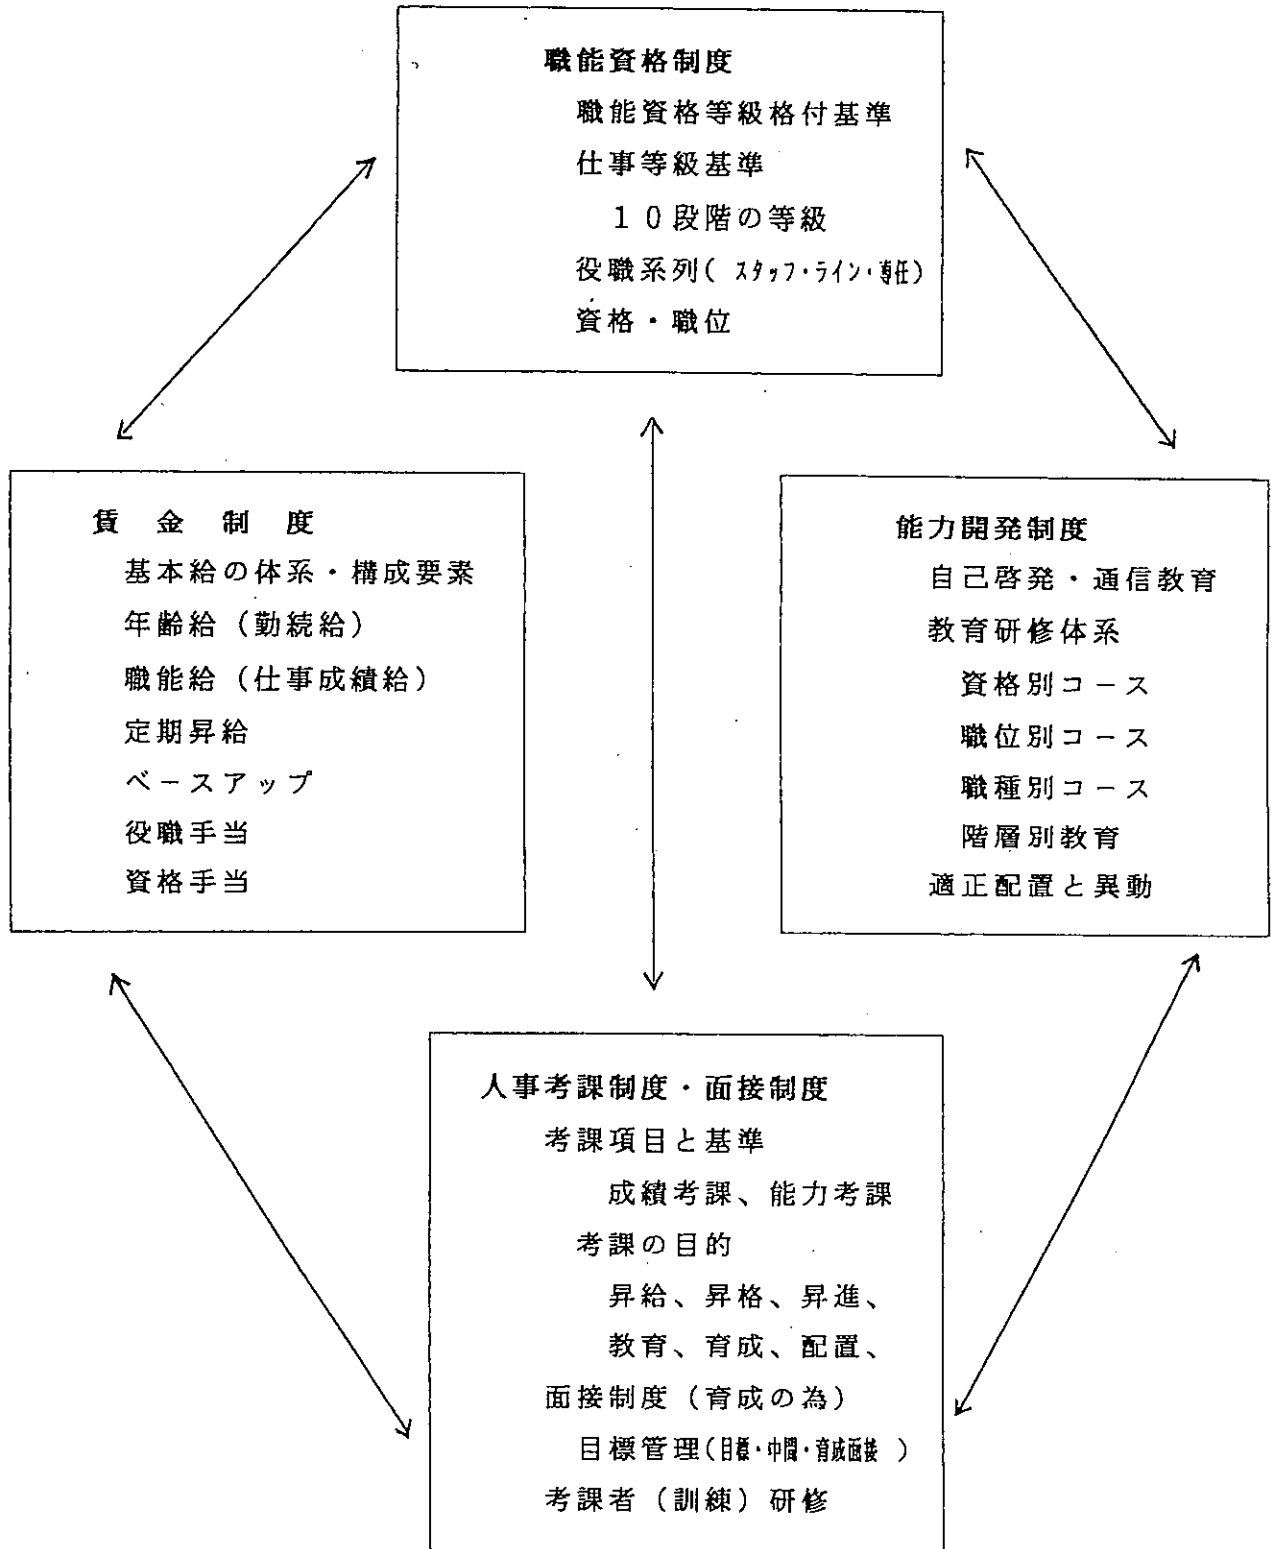 職能資格制度
職能資格等級格付基準
仕事等級基準
１０段階の等級
役職系列(スタッフ・ライン・専任)
資格・職位
賃金制度
基本給の体系・構成要素
年齢給（勤続給）
職能給（仕事成績給）
定期昇給
ベースアップ
役職手当
資格手当
能力開発制度
自己啓発・通信教育
教育研修体系
資格別コース
職位別コース
職種別コース
階層別教育
適正配置と異動
人事考課制度・面接制度
考課項目と基準
成績考課、能力考課
考課の目的
昇給、昇格、昇進、
教育、育成、配置、
面接制度（育成の為）
目標管理(目標・中間・育成面接)
考課者（訓練）研修